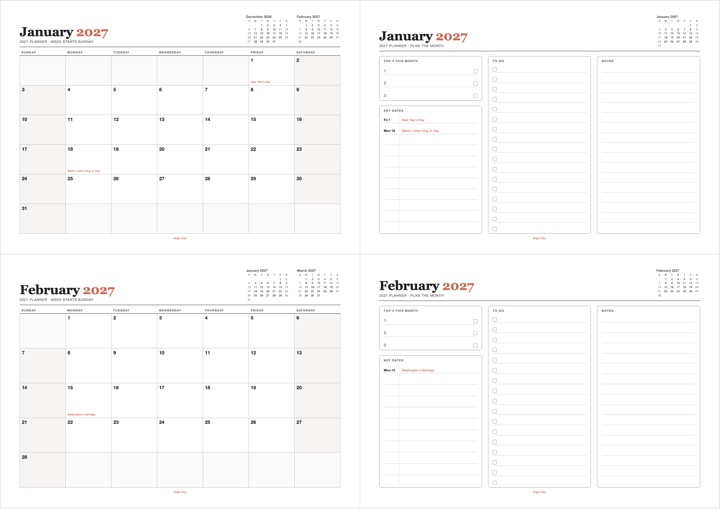 January 2027
2027 PLANNER · WEEK STARTS SUNDAY
December 2026
February 2027
SUNDAY MONDAY TUESDAY WEDNESDAY THURSDAY FRIDAY SATURDAY
1 2
New Year's Day
3 4 5 6 7 8 9
10 11 12 13 14 15 16
17 18 19 20 21 22 23
Martin Luther King Jr. Day
24 25 26 27 28 29 30
31
January 2027
2027 PLANNER · PLAN THE MONTH
January 2027
TOP 3 THIS MONTH
1
2
3
KEY DATES
Fri 1 New Year's Day
Mon 18 Martin Luther King Jr. Day
TO DO
NOTES
February 2027
2027 PLANNER · WEEK STARTS SUNDAY
January 2027
March 2027
SUNDAY MONDAY TUESDAY WEDNESDAY THURSDAY FRIDAY SATURDAY
1 2 3 4 5 6
7 8 9 10 11 12 13
14 15 16 17 18 19 20
Washington's Birthday
21 22 23 24 25 26 27
28
February 2027
2027 PLANNER · PLAN THE MONTH
February 2027
TOP 3 THIS MONTH
1
2
3
KEY DATES
Mon 15 Washington's Birthday
TO DO
NOTES